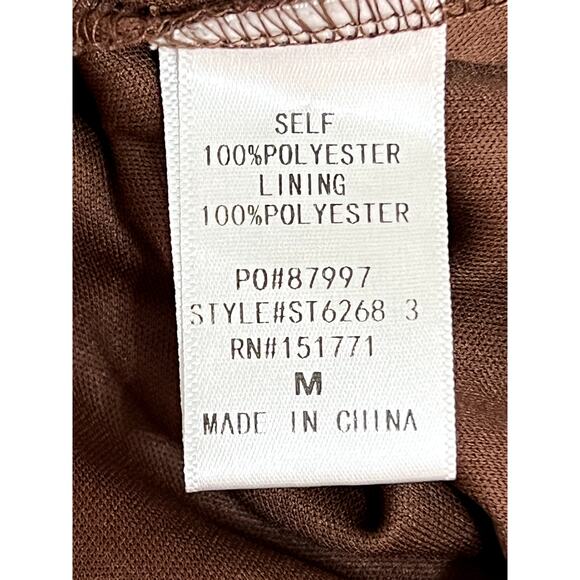 SELF
100%POLYESTER
LINING
100%POLYESTER
PO#87997
STYLE#ST6268 3
RN#151771
M
MADE IN CHINA